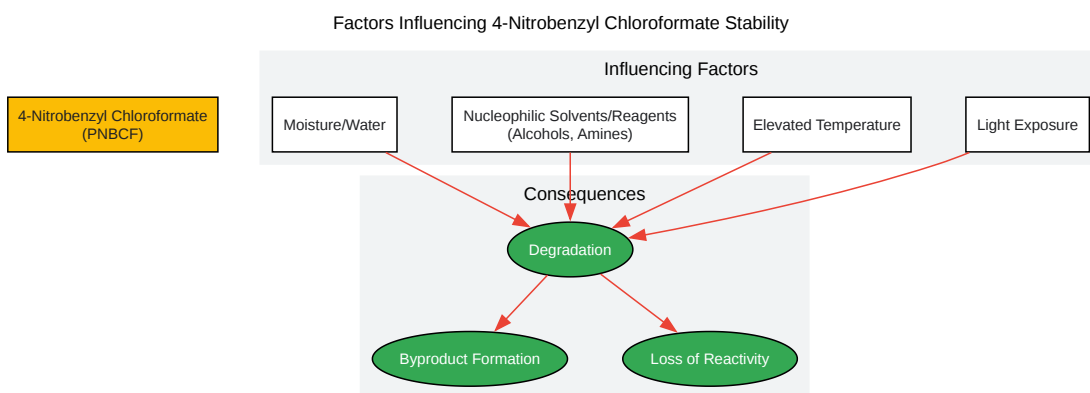 Factors Influencing 4-Nitrobenzyl Chloroformate Stability
Influencing Factors
4-Nitrobenzyl Chloroformate
(PNBCF)
Moisture/Water
Nucleophilic Solvents/Reagents
(Alcohols, Amines)
Elevated Temperature
Light Exposure
Consequences
Degradation
Byproduct Formation
Loss of Reactivity